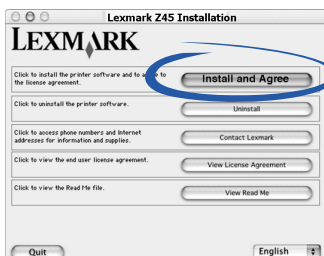 Lexmark Z45 Installation
LEXMARK
Click to install the printer software and to agree to
the license agreement.
Install and Agree
Click to uninstall the printer software.
Uninstall
Click to access phone numbers and Internet
addresses for information and supplies.
Contact Lexmark
Click to view the end user license agreement.
View License Agreement
Click to view the Read Me file.
View Read Me
Quit
English